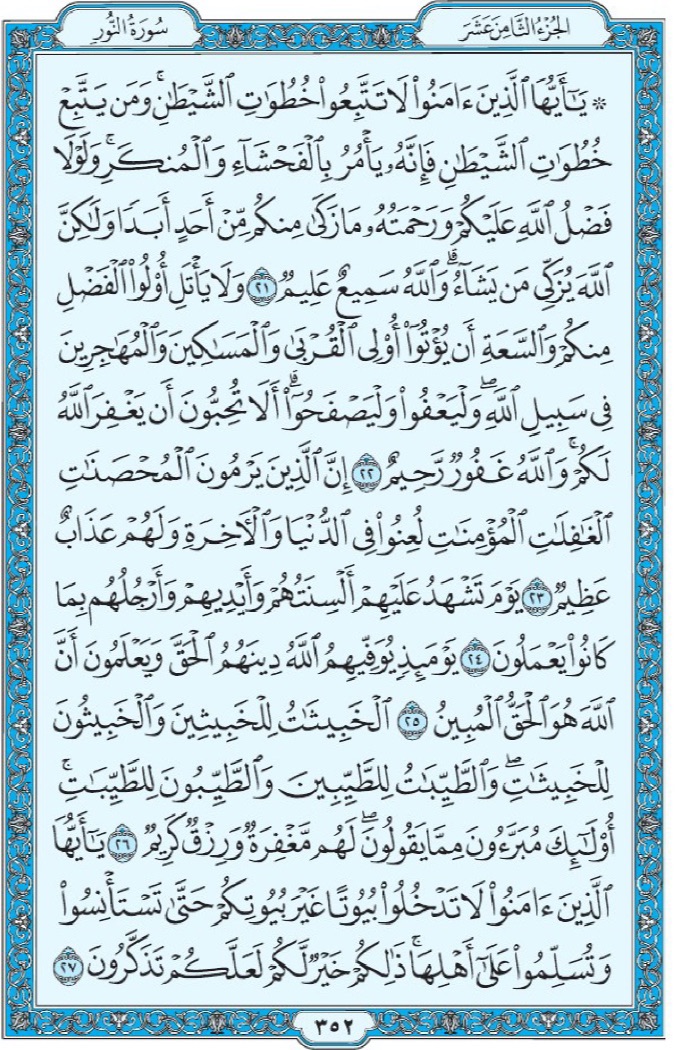 الجُزْءُ الثَّامِنَ عَشَرَ
سُورَةُ النُّورِ
۞ يَـٰٓأَيُّهَا ٱلَّذِينَ ءَامَنُوا۟ لَا تَتَّبِعُوا۟ خُطُوَٰتِ ٱلشَّيْطَـٰنِ ۚ وَمَن يَتَّبِعْ
خُطُوَٰتِ ٱلشَّيْطَـٰنِ فَإِنَّهُۥ يَأْمُرُ بِٱلْفَحْشَآءِ وَٱلْمُنكَرِ ۚ وَلَوْلَا
فَضْلُ ٱللَّهِ عَلَيْكُمْ وَرَحْمَتُهُۥ مَا زَكَىٰ مِنكُم مِّنْ أَحَدٍ أَبَدًا وَلَـٰكِنَّ
ٱللَّهَ يُزَكِّى مَن يَشَآءُ ۗ وَٱللَّهُ سَمِيعٌ عَلِيمٌ ٢١ وَلَا يَأْتَلِ أُو۟لُوا۟ ٱلْفَضْلِ
مِنكُمْ وَٱلسَّعَةِ أَن يُؤْتُوٓا۟ أُو۟لِى ٱلْقُرْبَىٰ وَٱلْمَسَـٰكِينَ وَٱلْمُهَـٰجِرِينَ
فِى سَبِيلِ ٱللَّهِ ۖ وَلْيَعْفُوا۟ وَلْيَصْفَحُوٓا۟ ۗ أَلَا تُحِبُّونَ أَن يَغْفِرَ ٱللَّهُ
لَكُمْ ۚ وَٱللَّهُ غَفُورٌ رَّحِيمٌ ٢٢ إِنَّ ٱلَّذِينَ يَرْمُونَ ٱلْمُحْصَنَـٰتِ
ٱلْغَـٰفِلَـٰتِ ٱلْمُؤْمِنَـٰتِ لُعِنُوا۟ فِى ٱلدُّنْيَا وَٱلْـَٔاخِرَةِ وَلَهُمْ عَذَابٌ
عَظِيمٌ ٢٣ يَوْمَ تَشْهَدُ عَلَيْهِمْ أَلْسِنَتُهُمْ وَأَيْدِيهِمْ وَأَرْجُلُهُم بِمَا
كَانُوا۟ يَعْمَلُونَ ٢٤ يَوْمَئِذٍ يُوَفِّيهِمُ ٱللَّهُ دِينَهُمُ ٱلْحَقَّ وَيَعْلَمُونَ أَنَّ
ٱللَّهَ هُوَ ٱلْحَقُّ ٱلْمُبِينُ ٢٥ ٱلْخَبِيثَـٰتُ لِلْخَبِيثِينَ وَٱلْخَبِيثُونَ
لِلْخَبِيثَـٰتِ ۖ وَٱلطَّيِّبَـٰتُ لِلطَّيِّبِينَ وَٱلطَّيِّبُونَ لِلطَّيِّبَـٰتِ ۚ
أُو۟لَـٰٓئِكَ مُبَرَّءُونَ مِمَّا يَقُولُونَ ۖ لَهُم مَّغْفِرَةٌ وَرِزْقٌ كَرِيمٌ ٢٦ يَـٰٓأَيُّهَا
ٱلَّذِينَ ءَامَنُوا۟ لَا تَدْخُلُوا۟ بُيُوتًا غَيْرَ بُيُوتِكُمْ حَتَّىٰ تَسْتَأْنِسُوا۟
وَتُسَلِّمُوا۟ عَلَىٰٓ أَهْلِهَا ۚ ذَٰلِكُمْ خَيْرٌ لَّكُمْ لَعَلَّكُمْ تَذَكَّرُونَ ٢٧
٣٥٢